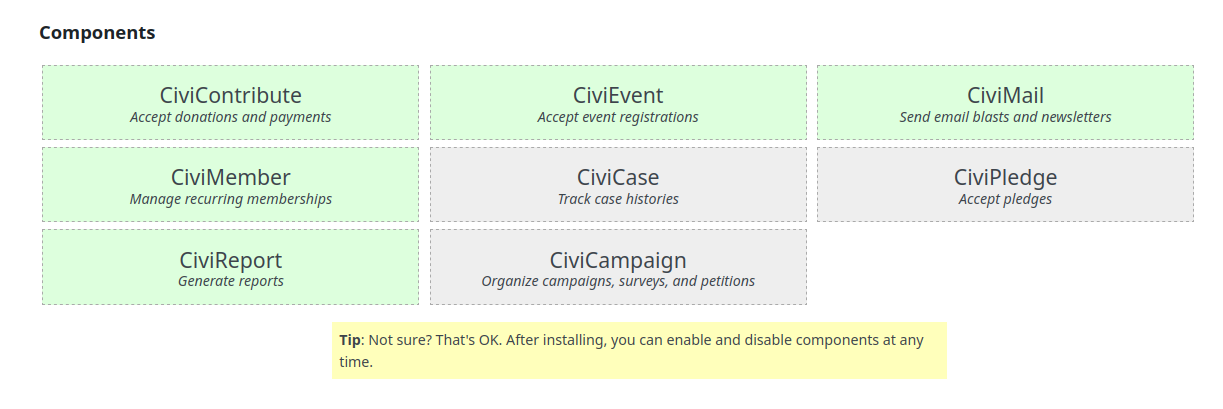 Components
CiviContribute
Accept donations and payments
CiviEvent
Accept event registrations
CiviMail
Send email blasts and newsletters
CiviMember
Manage recurring memberships
CiviCase
Track case histories
CiviPledge
Accept pledges
CiviReport
Generate reports
CiviCampaign
Organize campaigns, surveys, and petitions
Tip: Not sure? That's OK. After installing, you can enable and disable components at any
time.